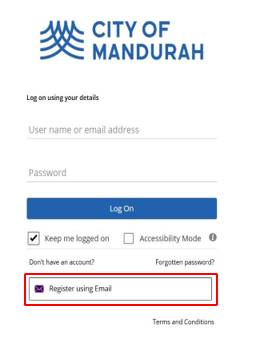 CITY OF
MANDURAH
Log on using your details
User name or email address
Password
Log On
Keep me logged on Accessibility Mode
Don't have an account? Forgotten password?
Register using Email
Terms and Conditions